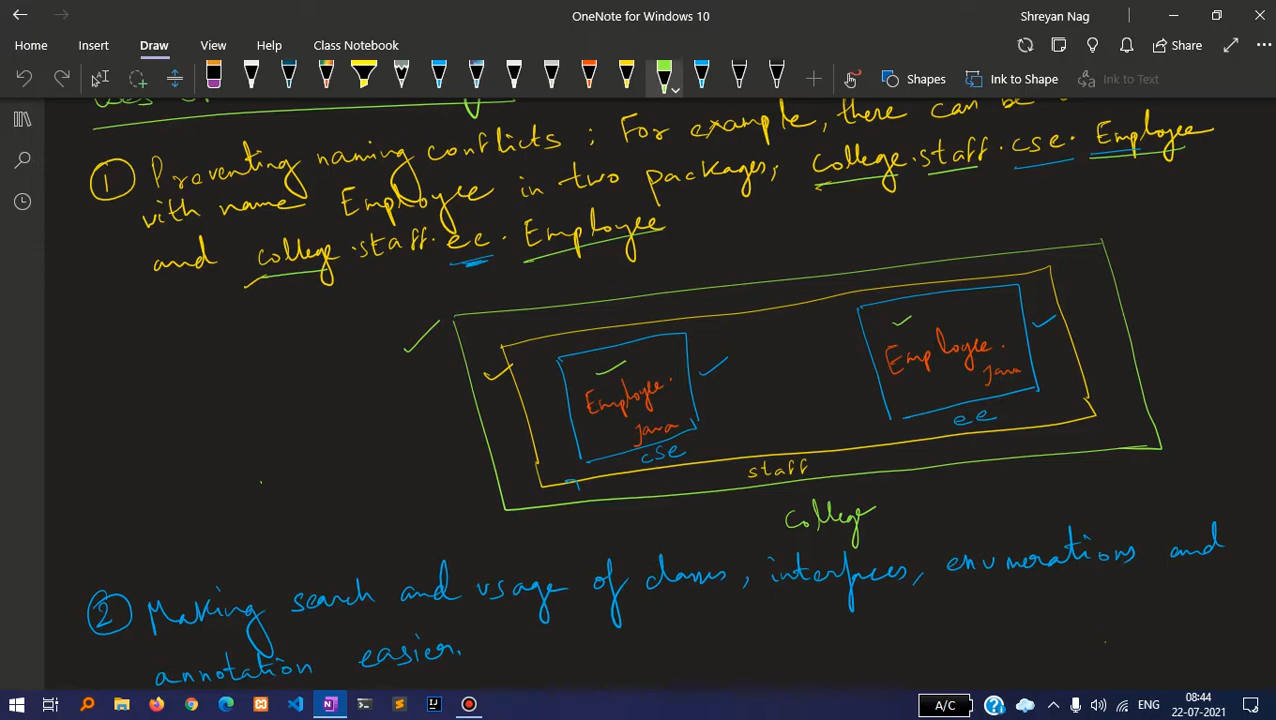 OneNote for Windows 10
Shreyan Nag
Home Insert Draw View Help Class Notebook
Share
Shapes Ink to Shape Ink to Text
① Preventing naming conflicts ; For example, there can be
with name Employee in two packages, college.staff.cse.Employee
and college.staff.ee.Employee
Employee.
java
cse
Employee.
java
ee
staff
College
② Making search and usage of classes, interfaces, enumerations and
annotation easier.
A/C
ENG
08:44
22-07-2021